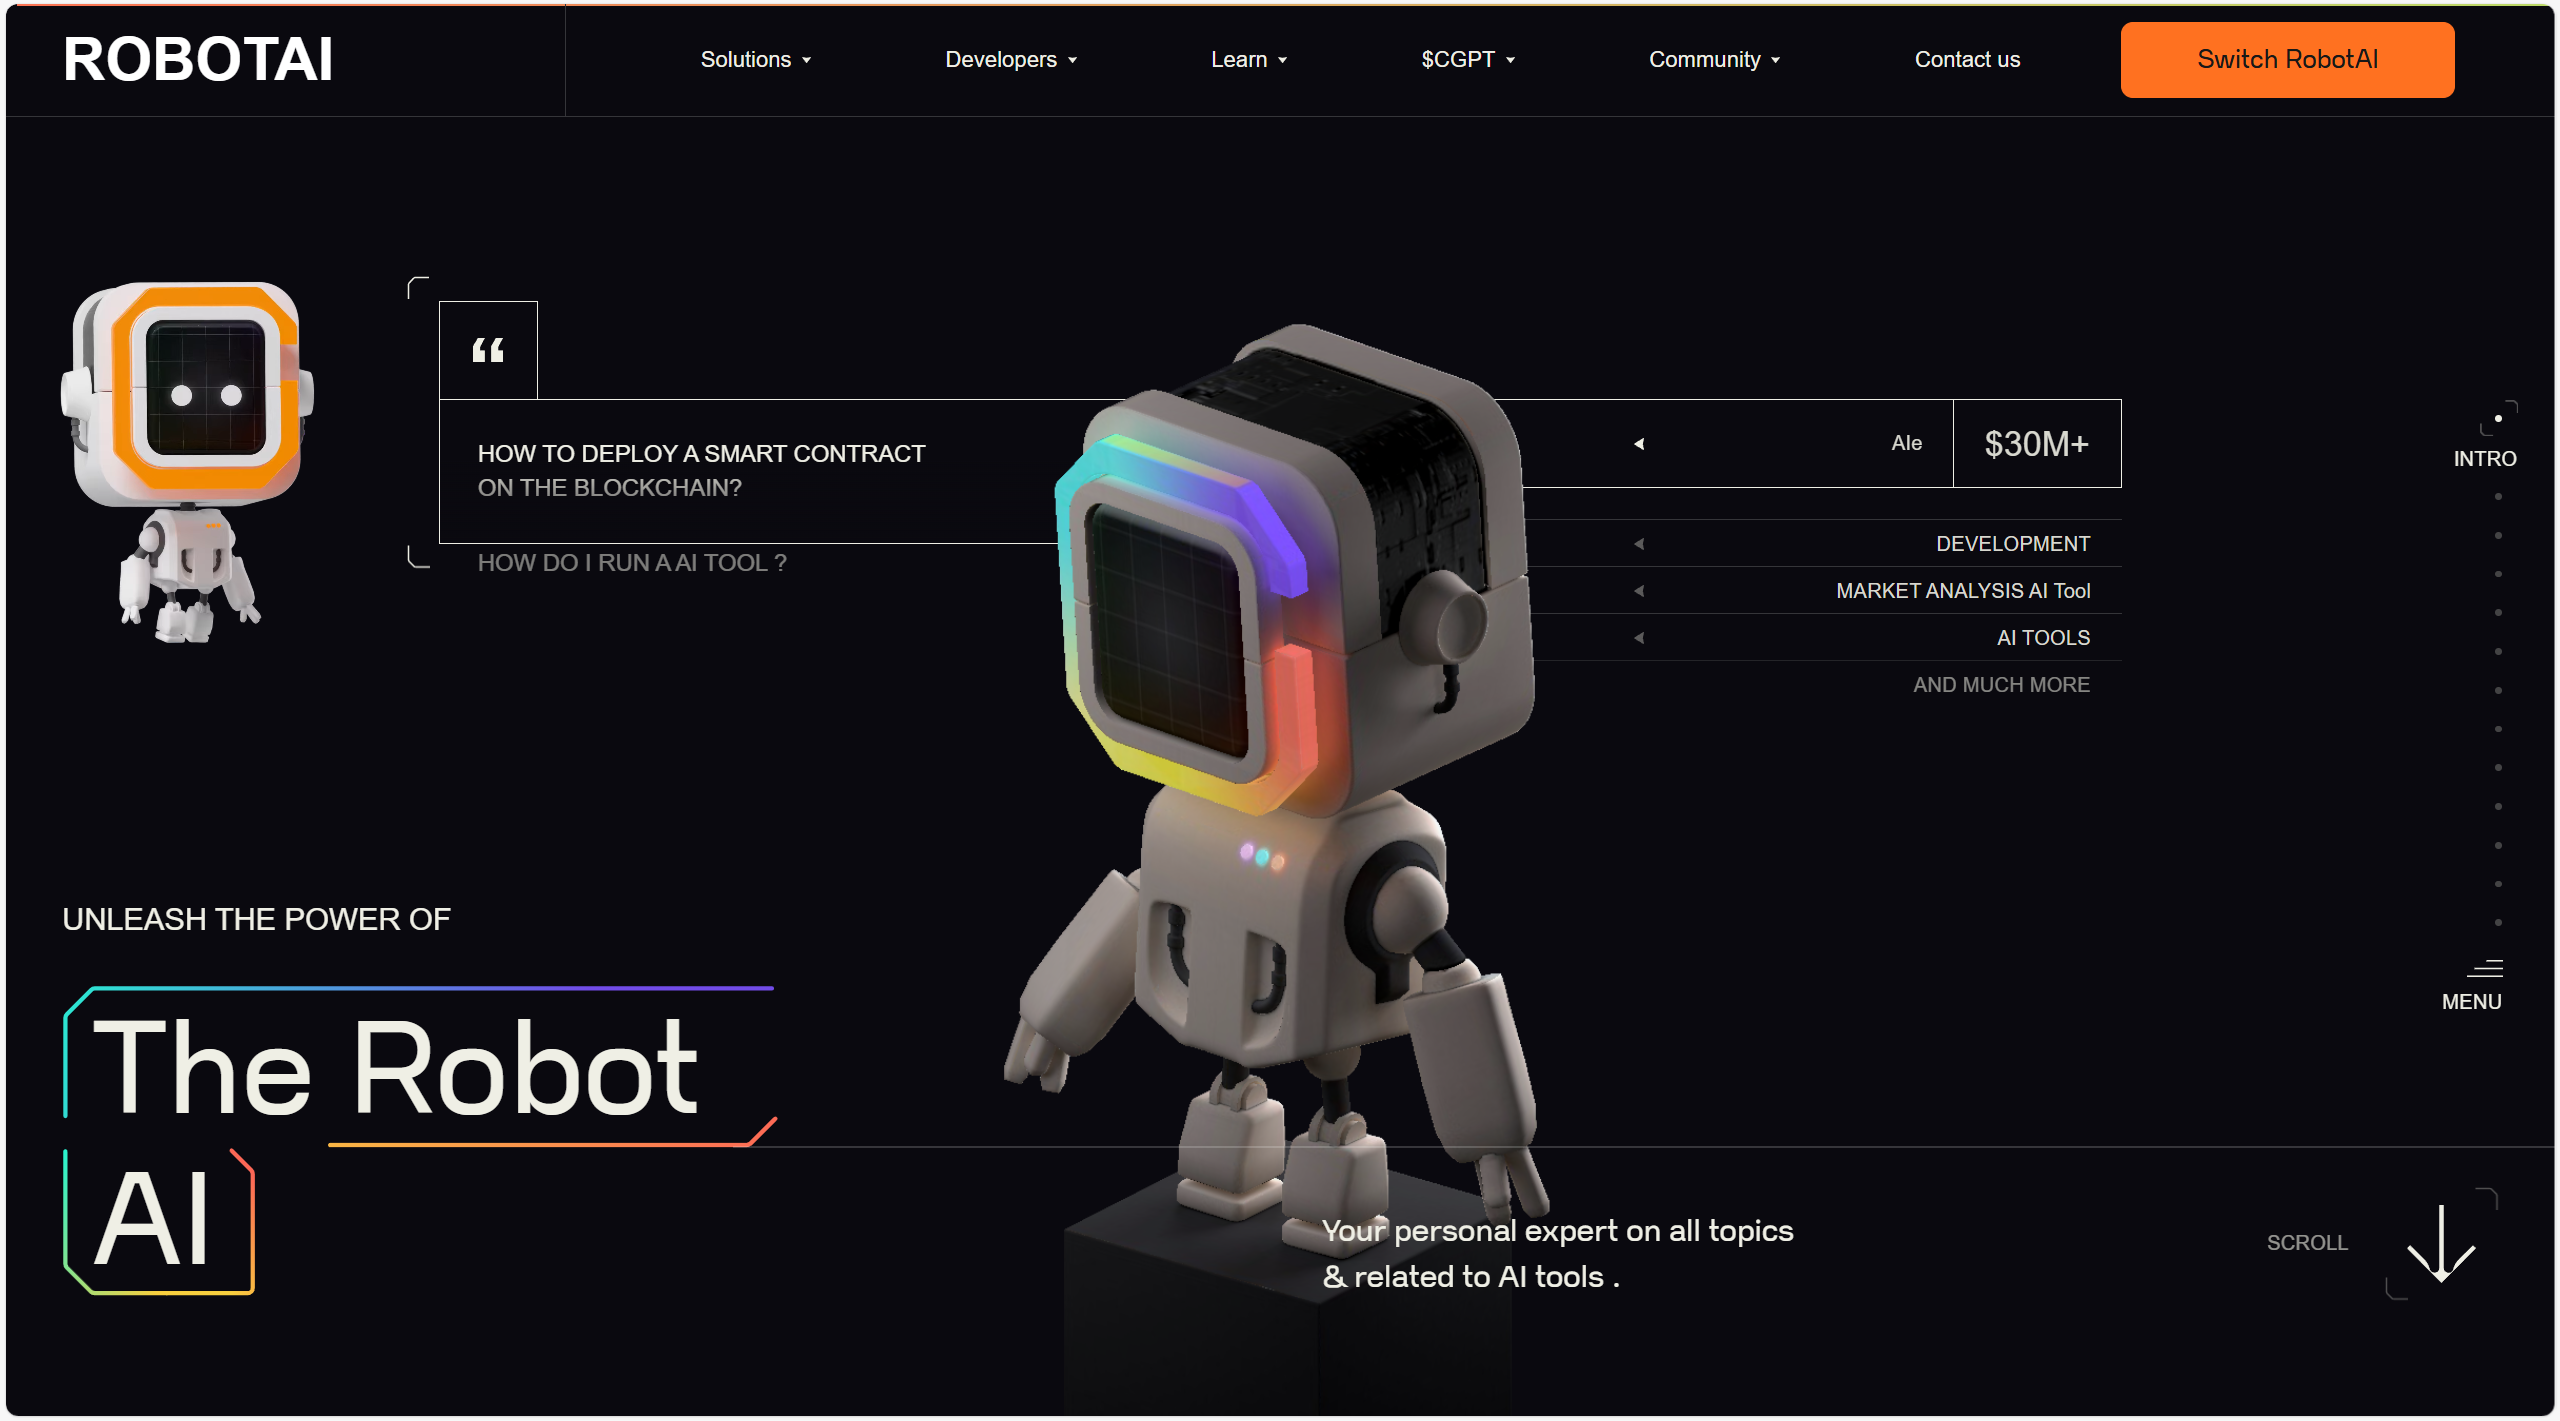 ROBOTAI
Solutions
Developers
Learn
$CGPT
Community
Contact us
Switch RobotAI
“
HOW TO DEPLOY A SMART CONTRACT
ON THE BLOCKCHAIN?
HOW DO I RUN A AI TOOL ?
Ale
$30M+
DEVELOPMENT
MARKET ANALYSIS AI Tool
AI TOOLS
AND MUCH MORE
INTRO
MENU
UNLEASH THE POWER OF
The Robot
AI
Your personal expert on all topics
& related to AI tools .
SCROLL